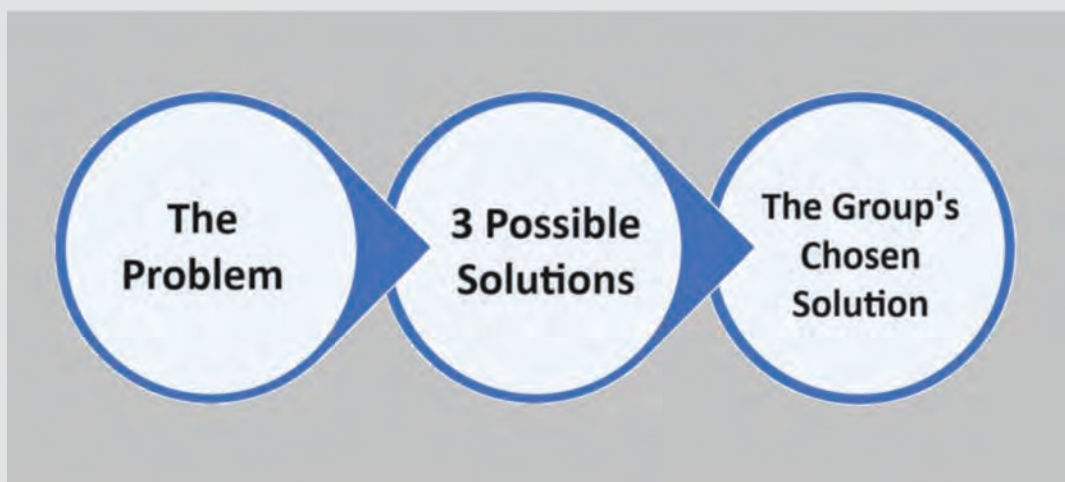 The
Problem
3 Possible
Solutions
The Group's
Chosen
Solution